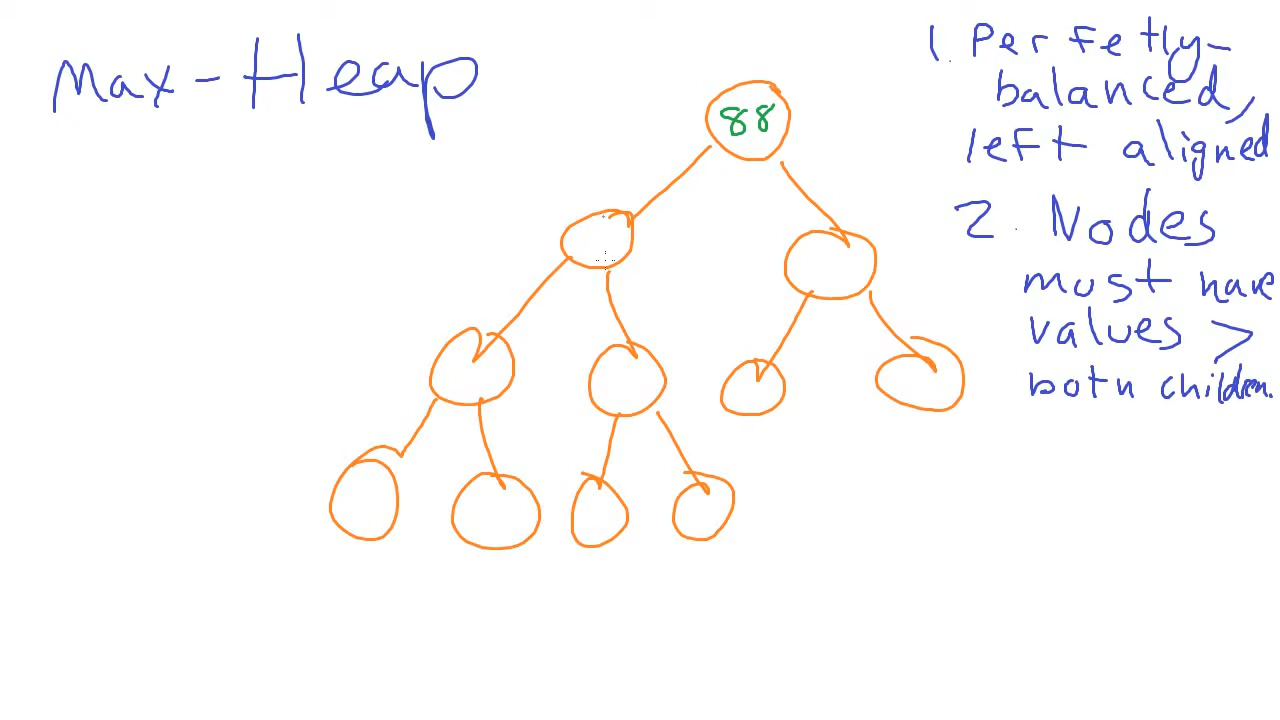 Max-Heap
88
1. Perfetly-
balanced,
left aligned
2. Nodes
must have
values >
both children.